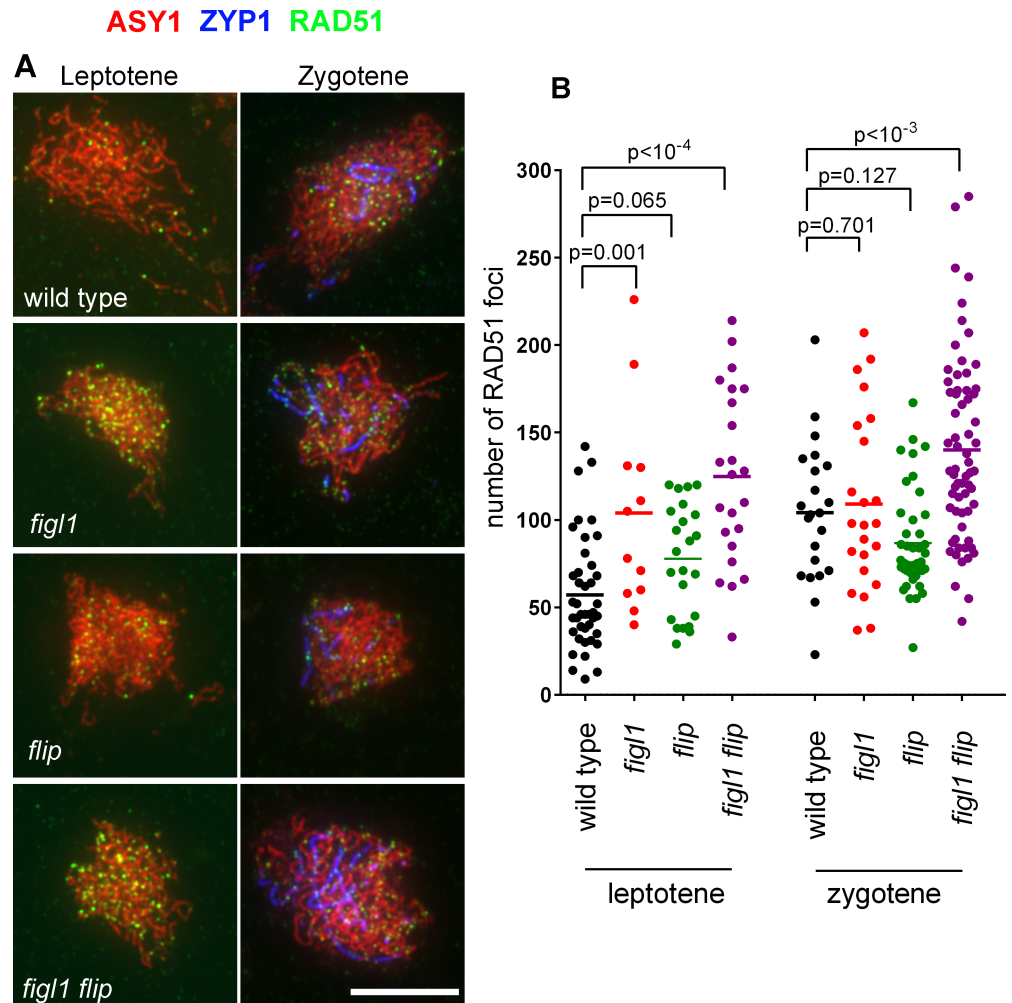 ASY1 ZYP1 RAD51
A
Leptotene Zygotene
wild type
figl1
flip
figl1 flip
B
number of RAD51 foci
300
250
200
150
100
50
0
p<10-4
p=0.065
p=0.001
p<10-3
p=0.127
p=0.701
wild type
figl1
flip
figl1 flip
wild type
figl1
flip
figl1 flip
leptotene
zygotene